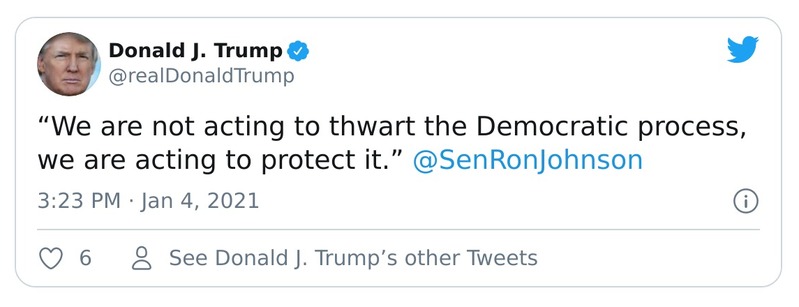 Donald J. Trump
@realDonaldTrump
“We are not acting to thwart the Democratic process,
we are acting to protect it.” @SenRonJohnson
3:23 PM · Jan 4, 2021
6
See Donald J. Trump’s other Tweets